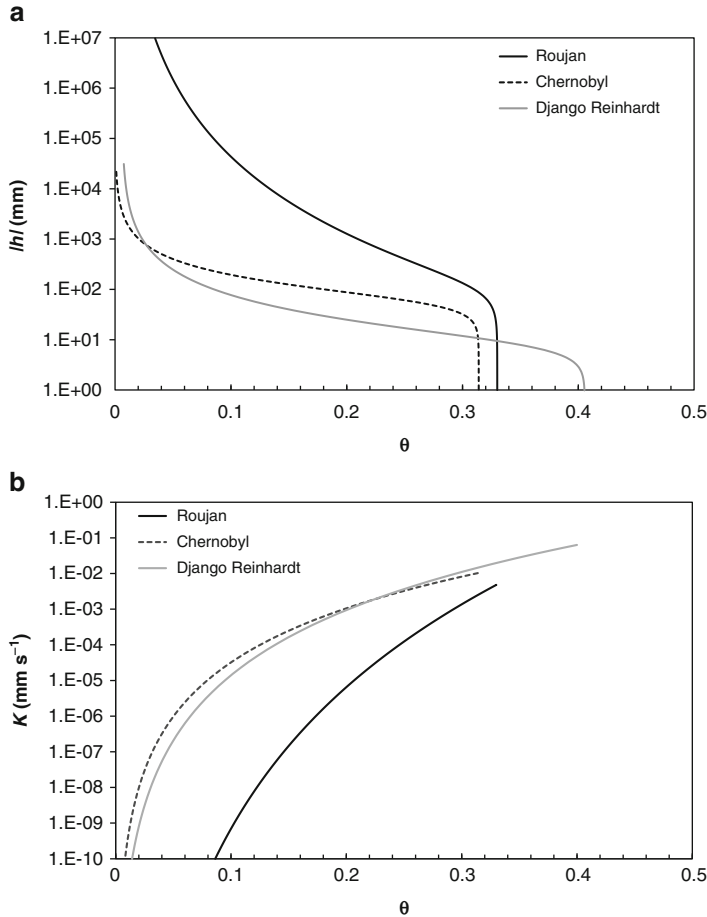 a
1.E+07
1.E+06
1.E+05
1.E+04
1.E+03
1.E+02
1.E+01
1.E+00
|h| (mm)
Roujan
Chernobyl
Django Reinhardt
0 0.1 0.2 0.3 0.4 0.5
θ
b
1.E+00
1.E−01
1.E−02
1.E−03
1.E−04
1.E−05
1.E−06
1.E−07
1.E−08
1.E−09
1.E−10
K (mm s⁻¹)
Roujan
Chernobyl
Django Reinhardt
0 0.1 0.2 0.3 0.4 0.5
θ